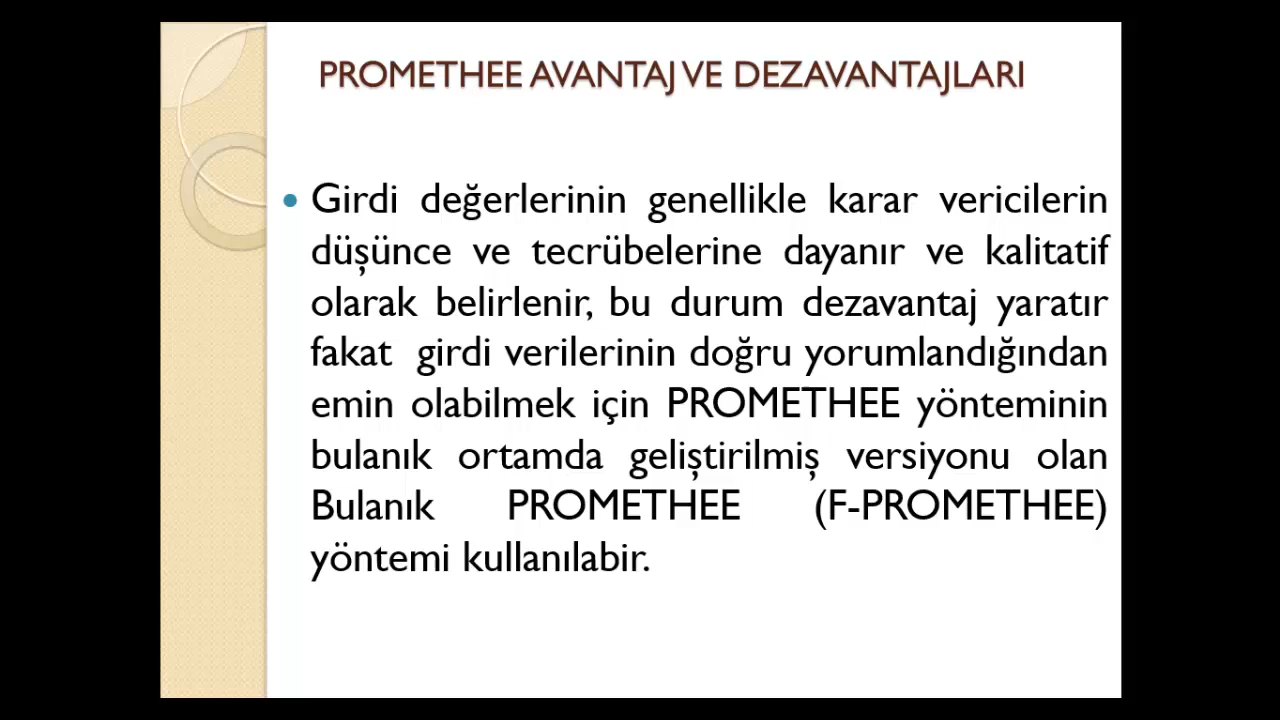 PROMETHEE AVANTAJ VE DEZAVANTAJLARI
• Girdi değerlerinin genellikle karar vericilerin
düşünce ve tecrübelerine dayanır ve kalitatif
olarak belirlenir, bu durum dezavantaj yaratır
fakat girdi verilerinin doğru yorumlandığından
emin olabilmek için PROMETHEE yönteminin
bulanık ortamda geliştirilmiş versiyonu olan
Bulanık PROMETHEE (F-PROMETHEE)
yöntemi kullanılabir.